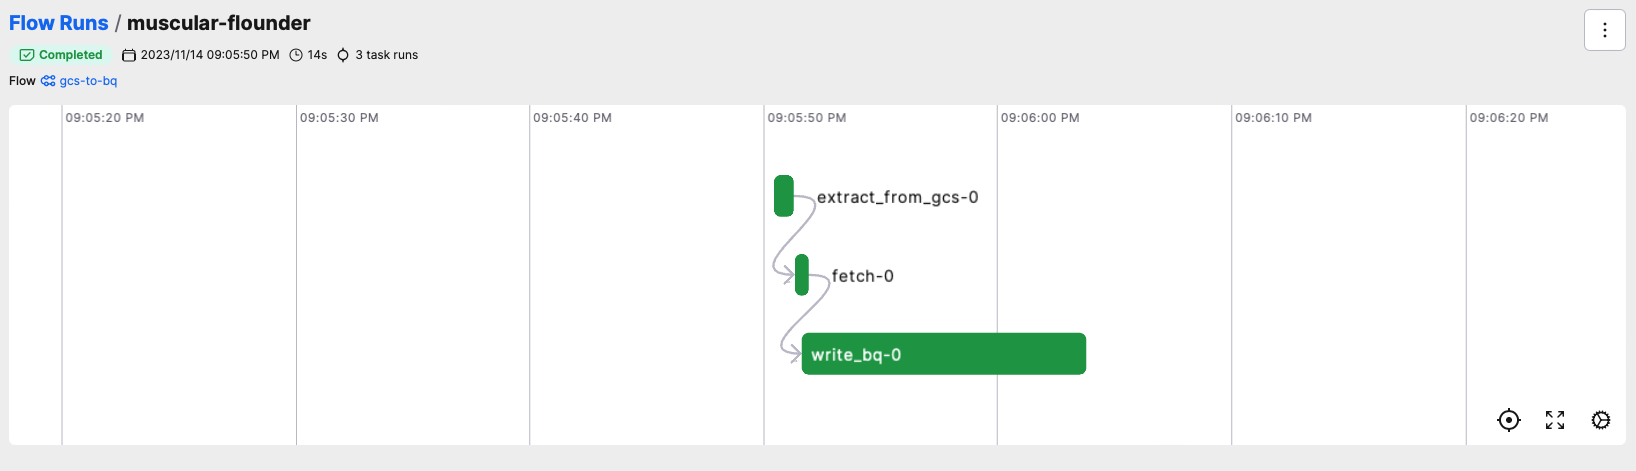 Flow Runs / muscular-flounder
Completed 2023/11/14 09:05:50 PM 14s 3 task runs
Flow gcs-to-bq
09:05:20 PM 09:05:30 PM 09:05:40 PM 09:05:50 PM 09:06:00 PM 09:06:10 PM 09:06:20 PM
extract_from_gcs-0
fetch-0
write_bq-0